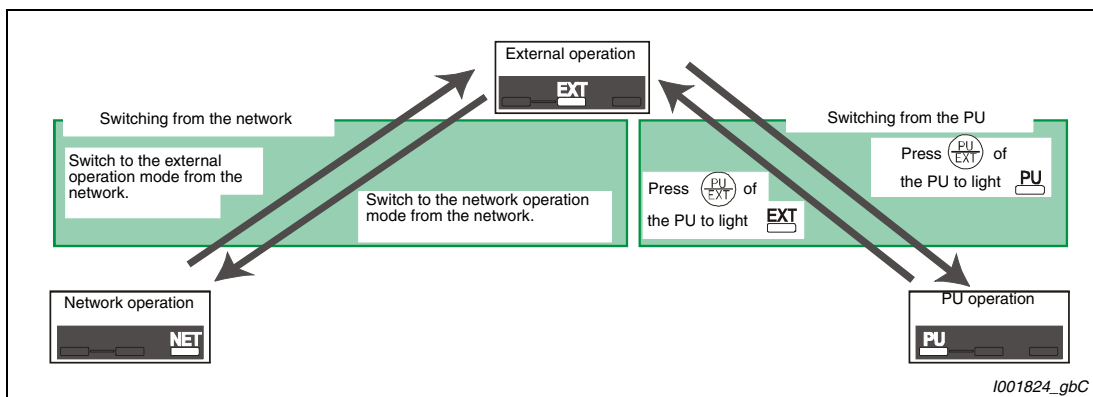 External operation
EXT
Switching from the network
Switch to the external
operation mode from the
network.
Switch to the network operation
mode from the network.
Switching from the PU
Press PU/EXT of
the PU to light PU
Press PU/EXT of
the PU to light EXT
Network operation
NET
PU operation
PU
I001824_gbC